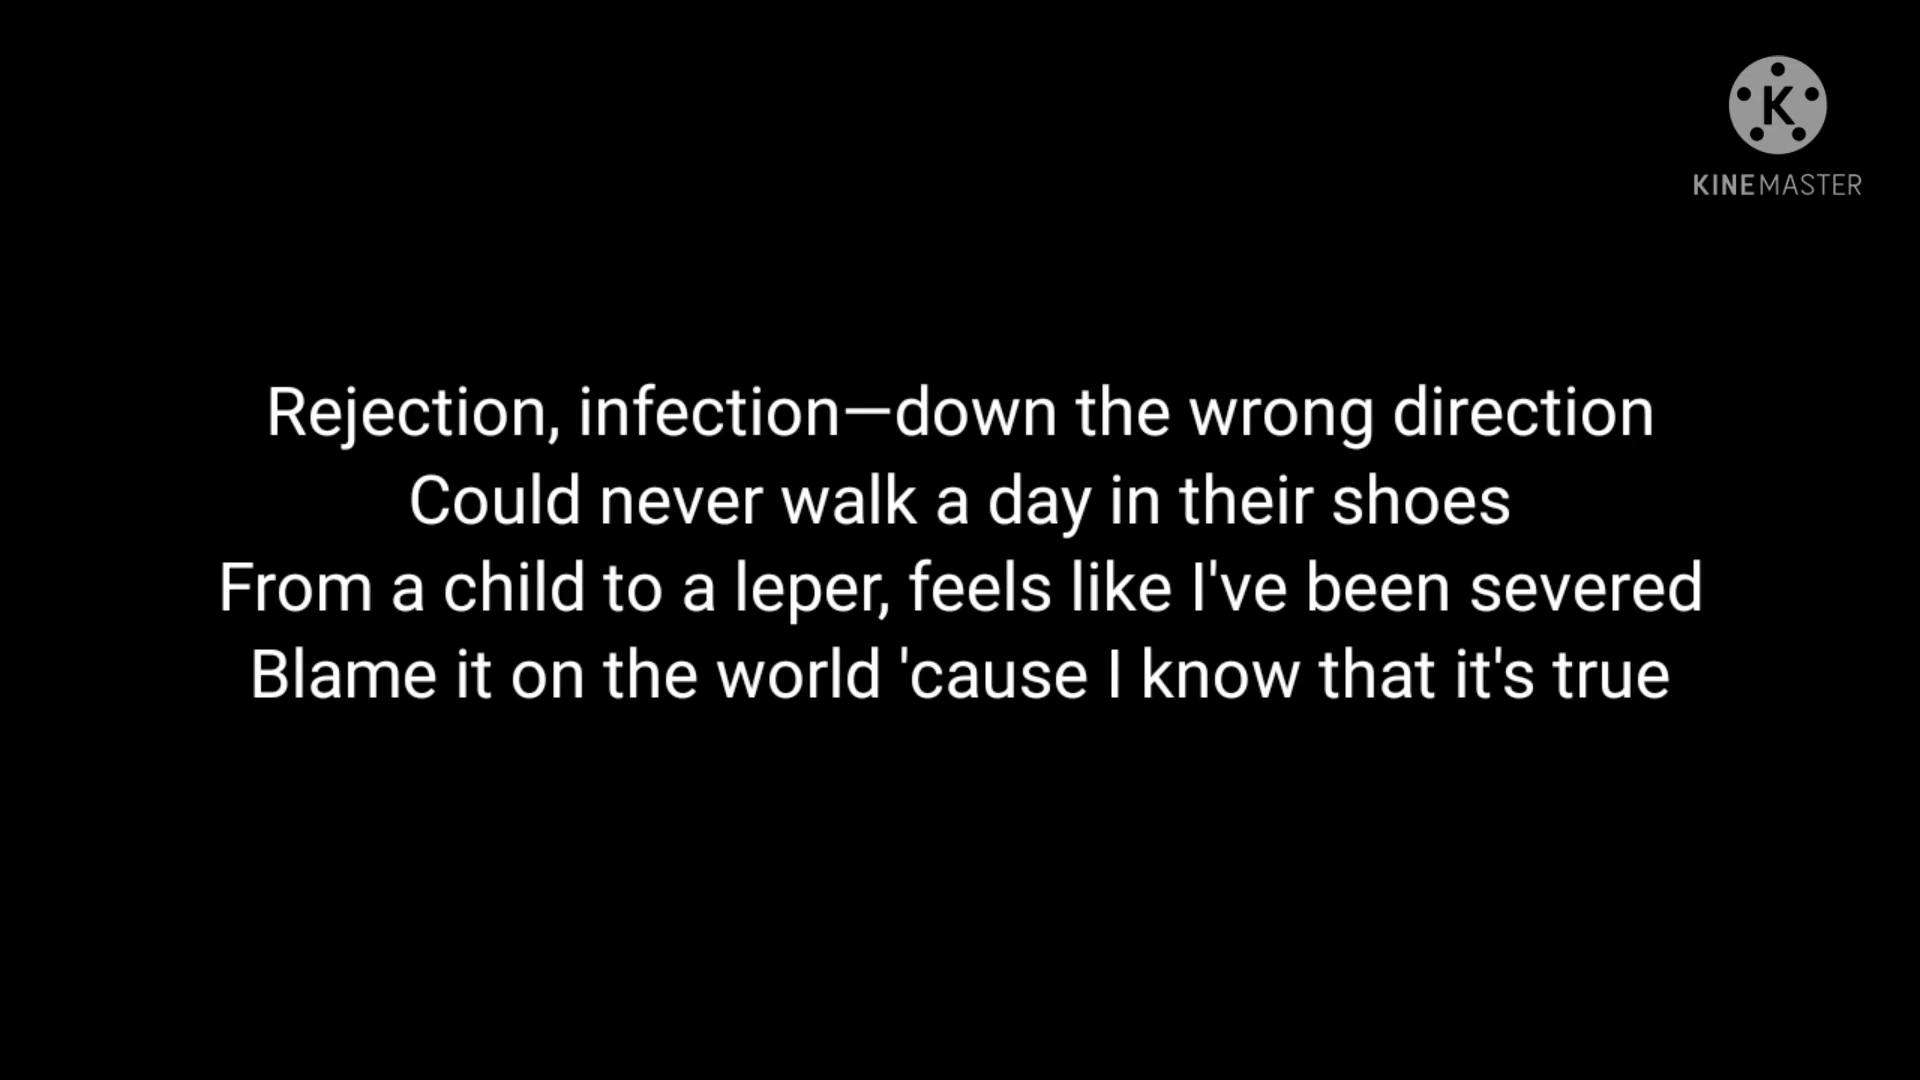 K
KINEMASTER
Rejection, infection—down the wrong direction
Could never walk a day in their shoes
From a child to a leper, feels like I've been severed
Blame it on the world 'cause I know that it's true